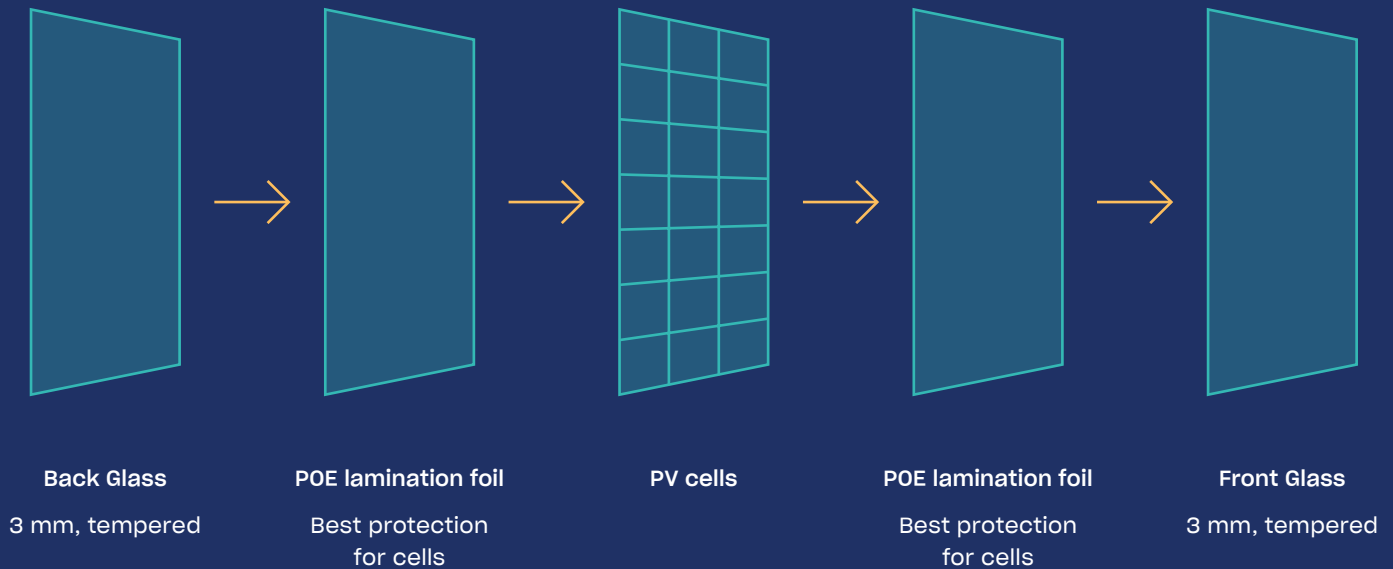 Back Glass
3 mm, tempered
POE lamination foil
Best protection
for cells
PV cells
POE lamination foil
Best protection
for cells
Front Glass
3 mm, tempered